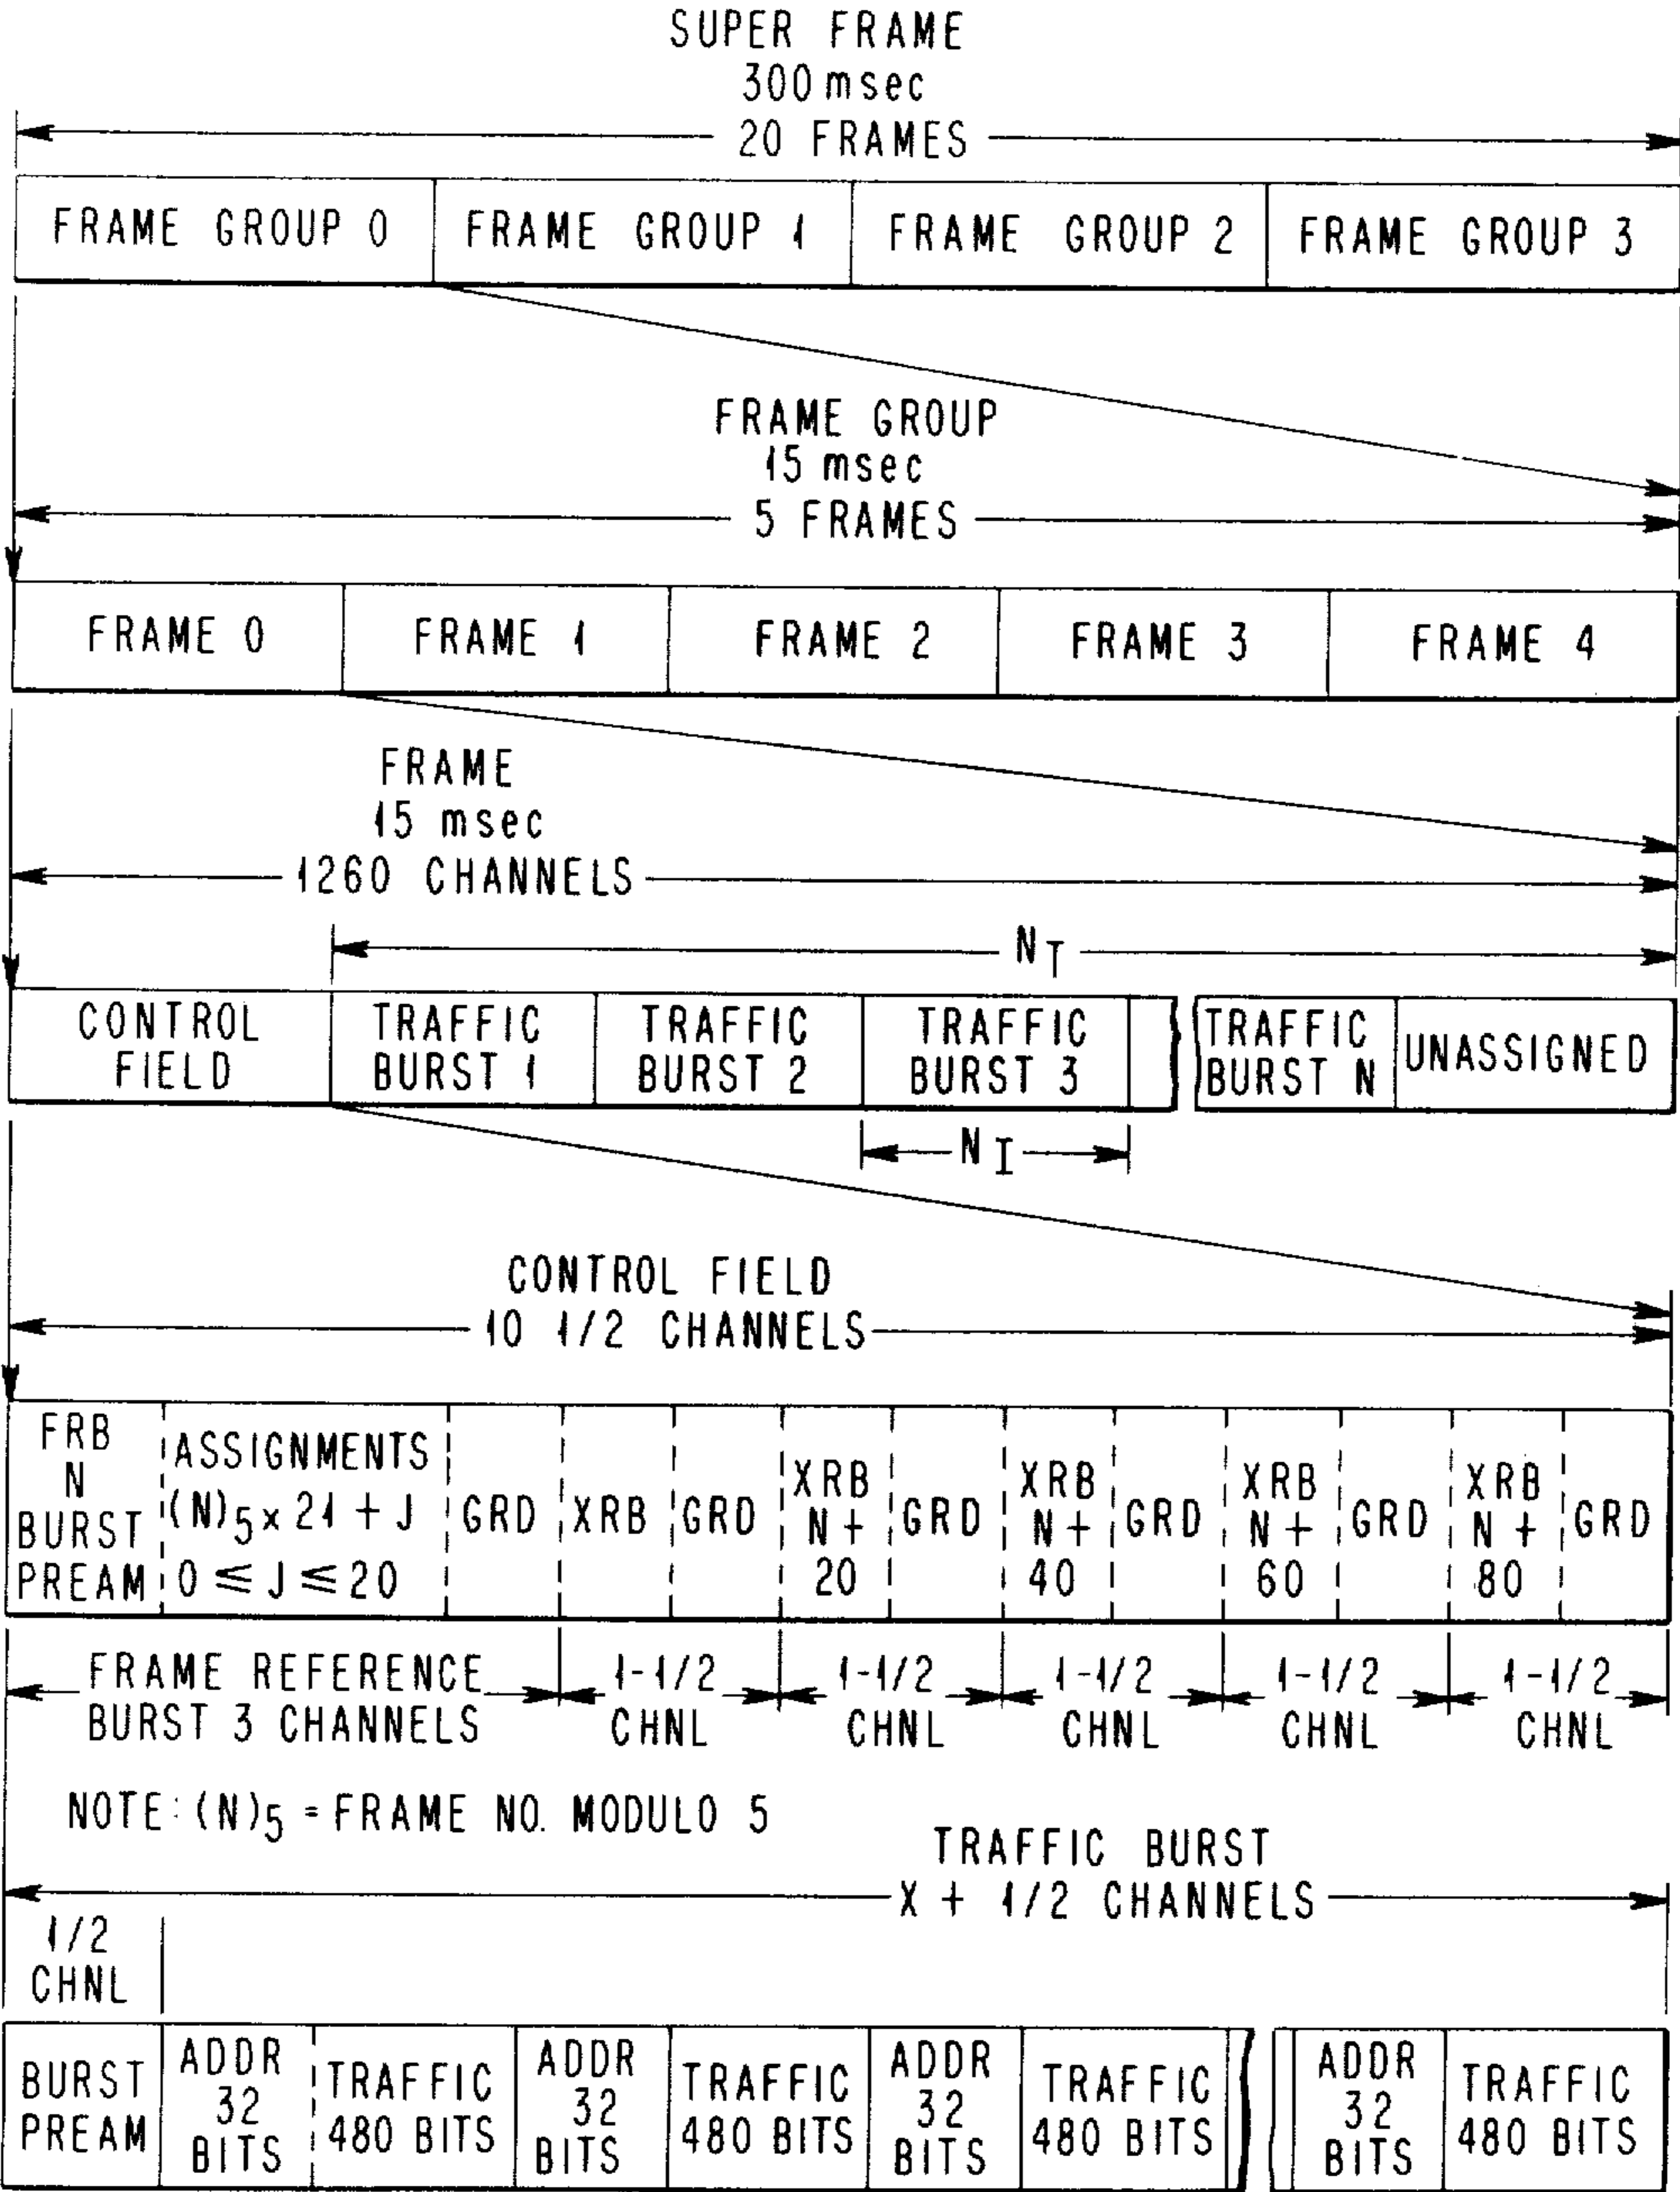 SUPER FRAME
300 msec
20 FRAMES
FRAME GROUP 0 FRAME GROUP 1 FRAME GROUP 2 FRAME GROUP 3
FRAME GROUP
15 msec
5 FRAMES
FRAME 0 FRAME 1 FRAME 2 FRAME 3 FRAME 4
FRAME
15 msec
1260 CHANNELS
N_T
CONTROL FIELD
TRAFFIC BURST 1
TRAFFIC BURST 2
TRAFFIC BURST 3
TRAFFIC BURST N
UNASSIGNED
N_I
CONTROL FIELD
10 1/2 CHANNELS
FRB
N
BURST
PREAM
ASSIGNMENTS
(N)5 x 21 + J
0 ≤ J ≤ 20
GRD
XRB
GRD
XRB
N +
20
GRD
XRB
N +
40
GRD
XRB
N +
60
GRD
XRB
N +
80
GRD
FRAME REFERENCE
BURST 3 CHANNELS
1-1/2
CHNL
1-1/2
CHNL
1-1/2
CHNL
1-1/2
CHNL
1-1/2
CHNL
NOTE: (N)5 = FRAME NO. MODULO 5
TRAFFIC BURST
X + 1/2 CHANNELS
1/2
CHNL
BURST
PREAM
ADDR
32
BITS
TRAFFIC
480 BITS
ADDR
32
BITS
TRAFFIC
480 BITS
ADDR
32
BITS
TRAFFIC
480 BITS
ADDR
32
BITS
TRAFFIC
480 BITS